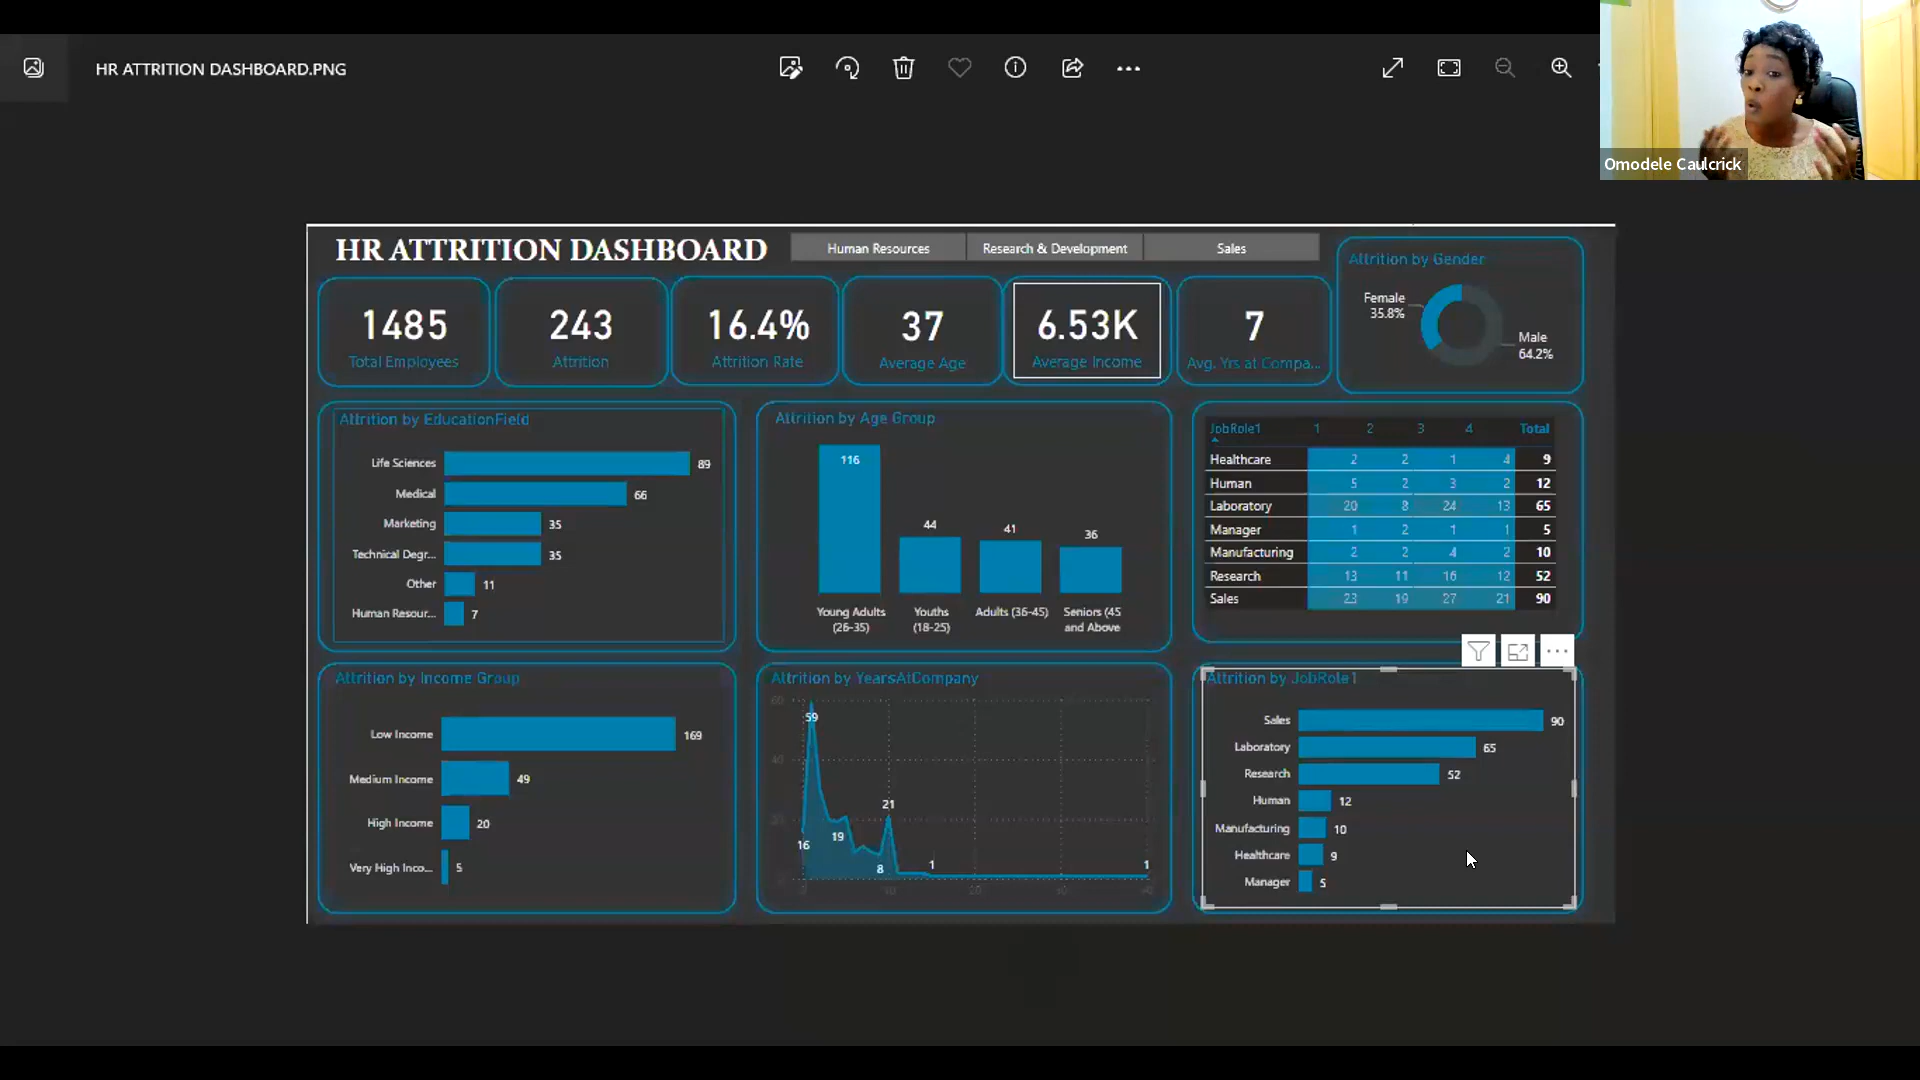 HR ATTRITION DASHBOARD.PNG
Omodele Caulcrick
HR ATTRITION DASHBOARD
Human Resources
Research & Development
Sales
1485
Total Employees
243
Attrition
16.4%
Attrition Rate
37
Average Age
6.53K
Average Income
7
Avg. Yrs at Compa...
Attrition by Gender
Female
35.8%
Male
64.2%
Attrition by EducationField
Life Sciences 89
Medical 66
Marketing 35
Technical Degr... 35
Other 11
Human Resour... 7
Attrition by Age Group
116
44
41
36
Young Adults
(26-35)
Youths
(18-25)
Adults (36-45)
Seniors (45
and Above
JobRole1 1 2 3 4 Total
Healthcare 2 2 1 4 9
Human 5 2 3 2 12
Laboratory 20 8 24 13 65
Manager 1 2 1 1 5
Manufacturing 2 2 4 2 10
Research 13 11 16 12 52
Sales 23 19 27 21 90
Attrition by Income Group
Low Income 169
Medium Income 49
High Income 20
Very High Inco... 5
Attrition by YearsAtCompany
60
59
40
21
20
19
16
8
1
1
0
0 10 20 30 40
Attrition by JobRole1
Sales 90
Laboratory 65
Research 52
Human 12
Manufacturing 10
Healthcare 9
Manager 5